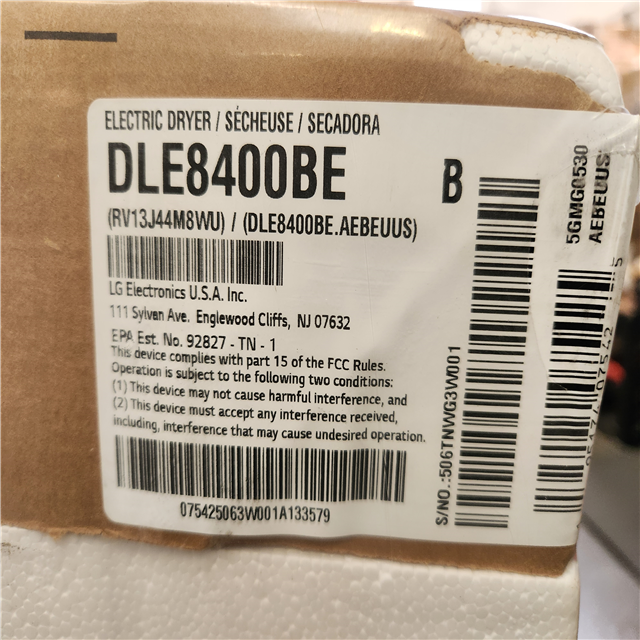 ELECTRIC DRYER / SÉCHEUSE / SECADORA
DLE8400BE
B
(RV13J44M8WU) / (DLE8400BE.AEBEUUS)
LG Electronics U.S.A. Inc.
111 Sylvan Ave. Englewood Cliffs, NJ 07632
EPA Est. No. 92827 - TN - 1
This device complies with part 15 of the FCC Rules.
Operation is subject to the following two conditions:
(1) This device may not cause harmful interference, and
(2) This device must accept any interference received,
including, interference that may cause undesired operation.
075425063W001A133579
S/NO.:506TNWG3W001
5GMG0530
AEBEUUS